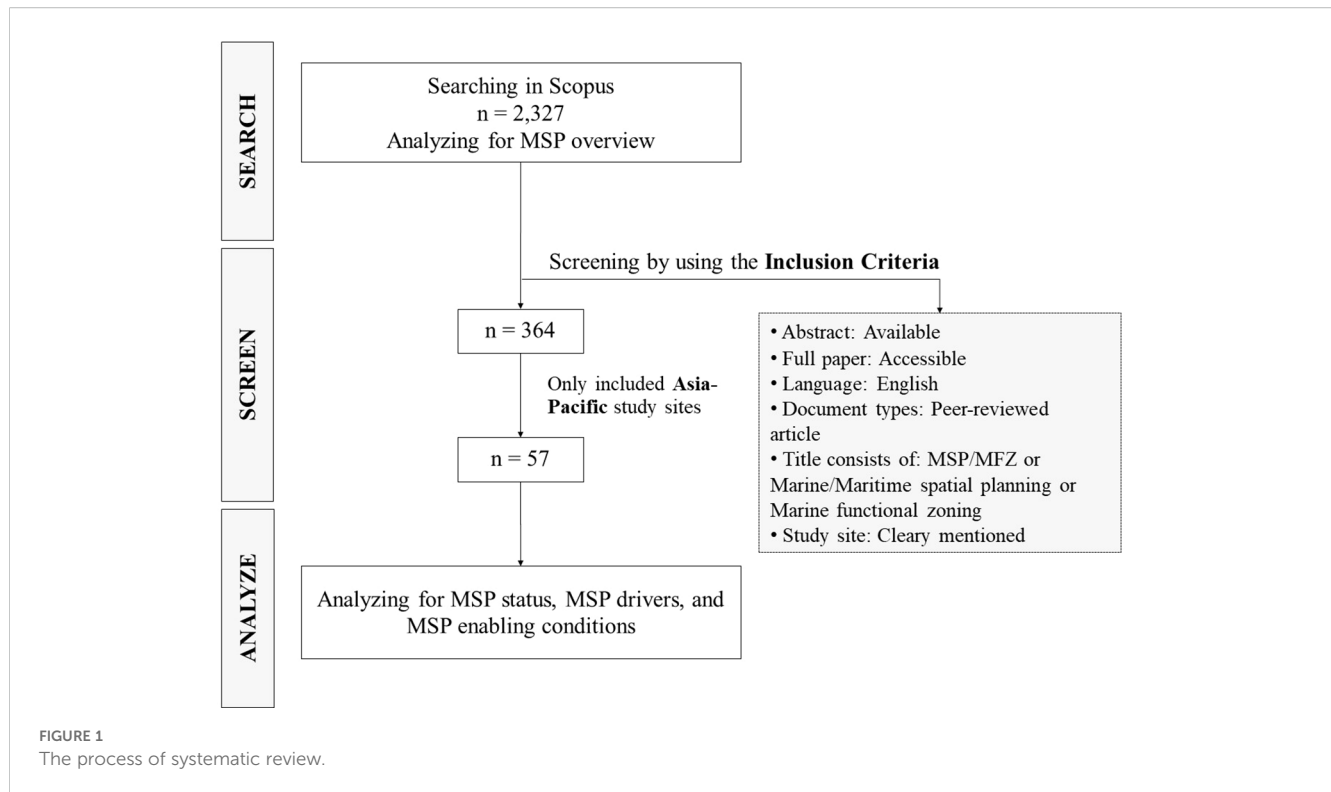 SEARCH
Searching in Scopus
n = 2,327
Analyzing for MSP overview
SCREEN
Screening by using the Inclusion Criteria
n = 364
Only included Asia-
Pacific study sites
n = 57
• Abstract: Available
• Full paper: Accessible
• Language: English
• Document types: Peer-reviewed
article
• Title consists of: MSP/MFZ or
Marine/Maritime spatial planning or
Marine functional zoning
• Study site: Cleary mentioned
ANALYZE
Analyzing for MSP status, MSP drivers, and
MSP enabling conditions
FIGURE 1
The process of systematic review.